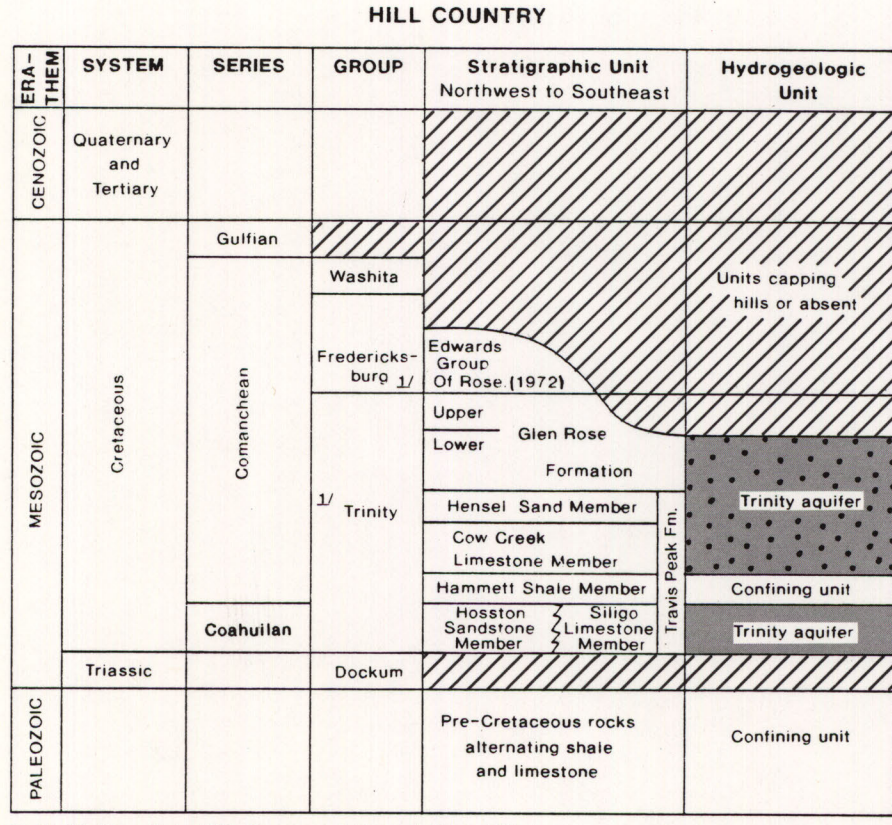 HILL COUNTRY
ERA-
THEM
SYSTEM
SERIES
GROUP
Stratigraphic Unit
Northwest to Southeast
Hydrogeologic
Unit
CENOZOIC
Quaternary
and
Tertiary
MESOZOIC
Cretaceous
Gulfian
Comanchean
Washita
Fredericks-
burg 1/
Edwards
Group
Of Rose.(1972)
Units capping
hills or absent
1/ Trinity
Upper
Lower
Glen Rose
Formation
Hensel Sand Member
Cow Creek
Limestone Member
Hammett Shale Member
Travis Peak Fm.
Trinity aquifer
Confining unit
Coahuilan
Hosston
Sandstone
Member
Siligo
Limestone
Member
Trinity aquifer
Triassic
Dockum
PALEOZOIC
Pre-Cretaceous rocks
alternating shale
and limestone
Confining unit